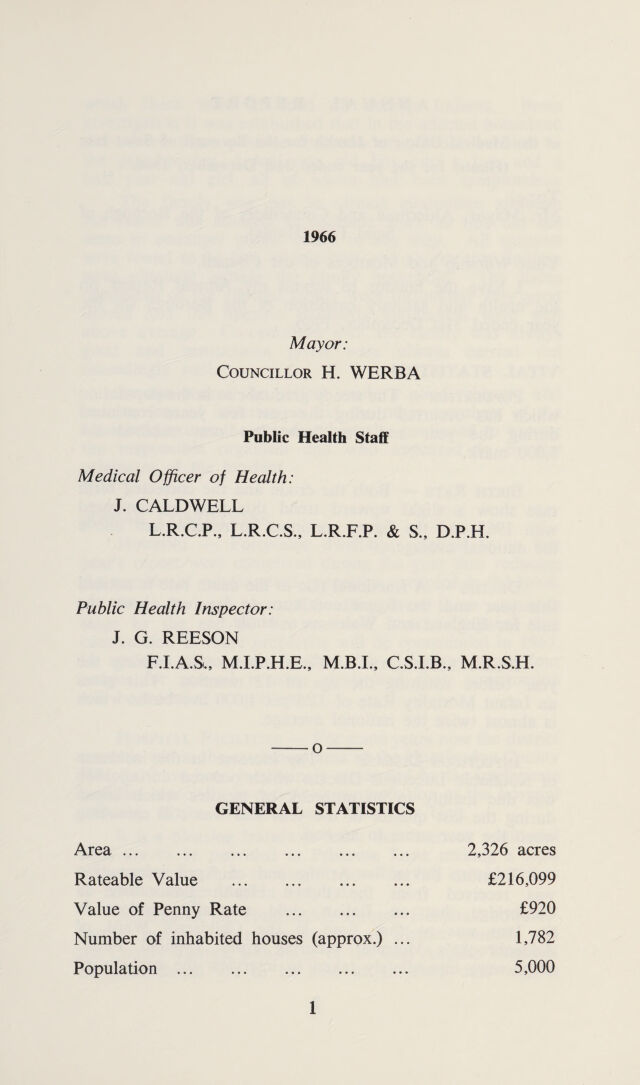 1966
Mayor:
COUNCILLOR H. WERBA
Public Health Staff
Medical Officer of Health:
J. CALDWELL
L.R.C.P., L.R.C.S., L.R.F.P. & S., D.P.H.
Public Health Inspector:
J. G. REESON
F.I.A.S., M.I.P.H.E., M.B.I., C.S.I.B., M.R.S.H.
——o——
GENERAL STATISTICS
Area ... ... ... ... ... ... 2,326 acres
Rateable Value ... ... ... ... £216,099
Value of Penny Rate ... ... ... £920
Number of inhabited houses (approx.) ... 1,782
Population ... ... ... ... ... 5,000
1